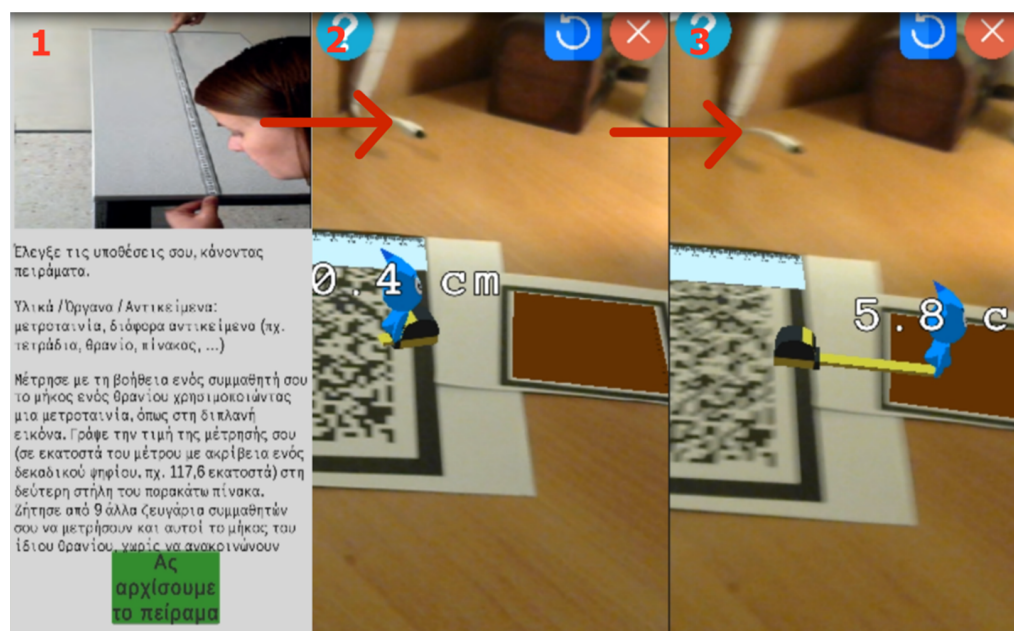 1
Έλεγξε τις υποθέσεις σου, κάνοντας
πειράματα.
Υλικά / Όργανα / Αντικείμενα:
μετροταινία, διάφορα αντικείμενα (πχ.
τετράδια, θρανίο, πίνακας, ...)
Μέτρησε με τη βοήθεια ενός συμμαθητή σου
το μήκος ενός θρανίου χρησιμοποιώντας
μια μετροταινία, όπως στη διπλανή
εικόνα. Γράψε την τιμή της μέτρησής σου
(σε εκατοστά του μέτρου με ακρίβεια ενός
δεκαδικού ψηφίου, πχ. 117,6 εκατοστά) στη
δεύτερη στήλη του παρακάτω πίνακα.
Ζήτησε από 9 άλλα ζευγάρια συμμαθητών
σου να μετρήσουν και αυτοί το μήκος του
ίδιου θρανίου, χωρίς να ανακοινώνουν
Ας
αρχίσουμε
το πείραμα
2
?
0.4 cm
3
?
5.8 c